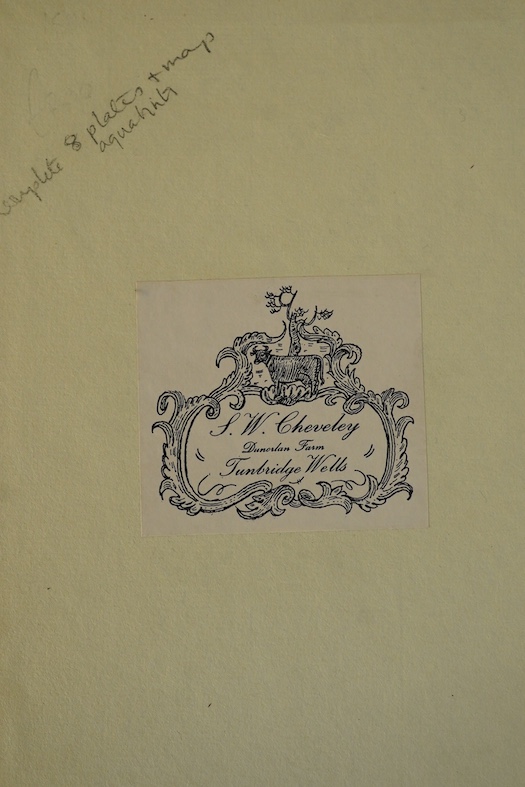 complete 8 plates + map
aquatints
S. W. Cheveley
Dunorlan Farm
Tunbridge Wells